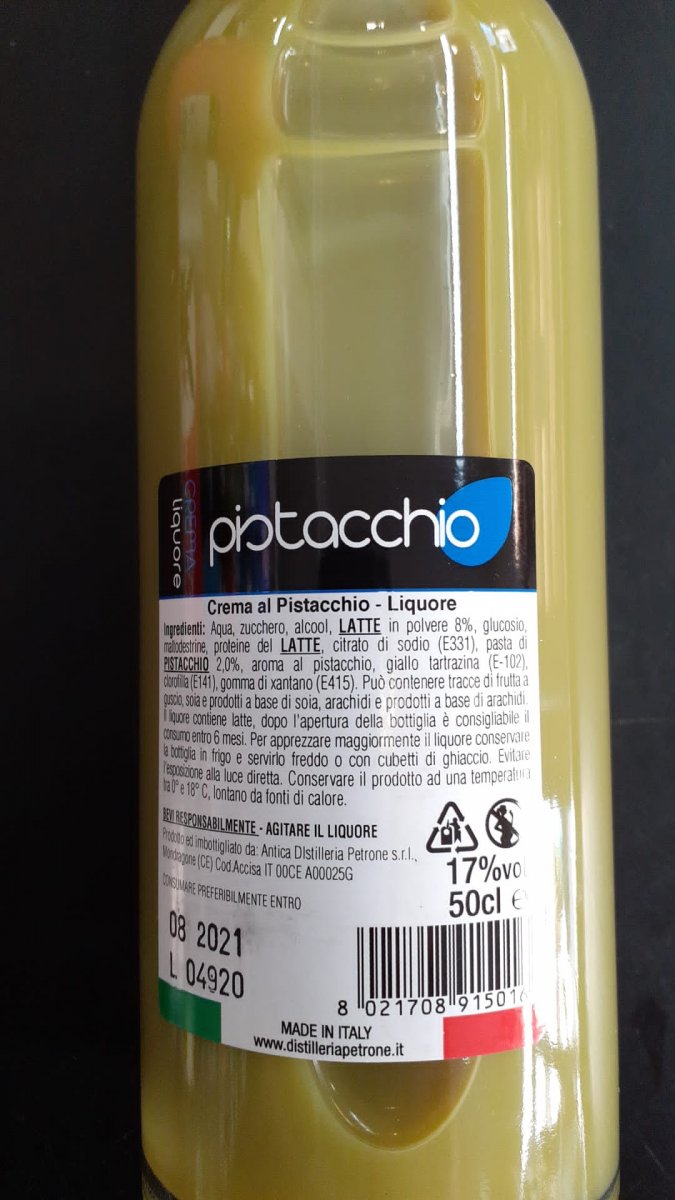 CREMA
liquore
pistacchio
Crema al Pistacchio - Liquore
Ingredienti: Aqua, zucchero, alcool, LATTE in polvere 8%, glucosio,
maltodestrine, proteine del LATTE, citrato di sodio (E331), pasta di
PISTACCHIO 2,0%, aroma al pistacchio, giallo tartrazina (E-102),
clorofilla (E141), gomma di xantano (E415). Può contenere tracce di frutta a
guscio, soia e prodotti a base di soia, arachidi e prodotti a base di arachidi.
Il liquore contiene latte, dopo l'apertura della bottiglia è consigliabile il
consumo entro 6 mesi. Per apprezzare maggiormente il liquore conservare
la bottiglia in frigo e servirlo freddo o con cubetti di ghiaccio. Evitare
l'esposizione alla luce diretta. Conservare il prodotto ad una temperatura
tra 0° e 18° C, lontano da fonti di calore.
BEVI RESPONSABILMENTE - AGITARE IL LIQUORE
Prodotto ed imbottigliato da: Antica DIstilleria Petrone s.r.l.,
Mondragone (CE) Cod.Accisa IT 00CE A00025G
17%vol
50cl e
CONSUMARE PREFERIBILMENTE ENTRO
08 2021
L 04920
8 021708 915016
MADE IN ITALY
www.distilleriapetrone.it